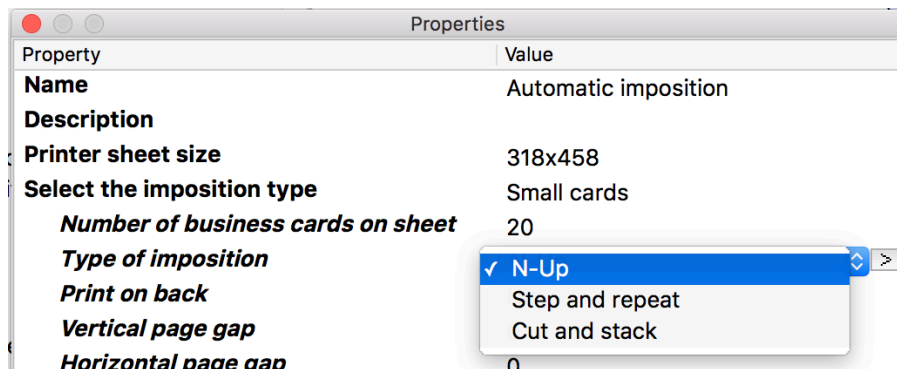 Properties
Property Value
Name Automatic imposition
Description
Printer sheet size 318x458
Select the imposition type Small cards
Number of business cards on sheet 20
Type of imposition ✓ N-Up >
Print on back Step and repeat
Vertical page gap Cut and stack
Horizontal page gap 0